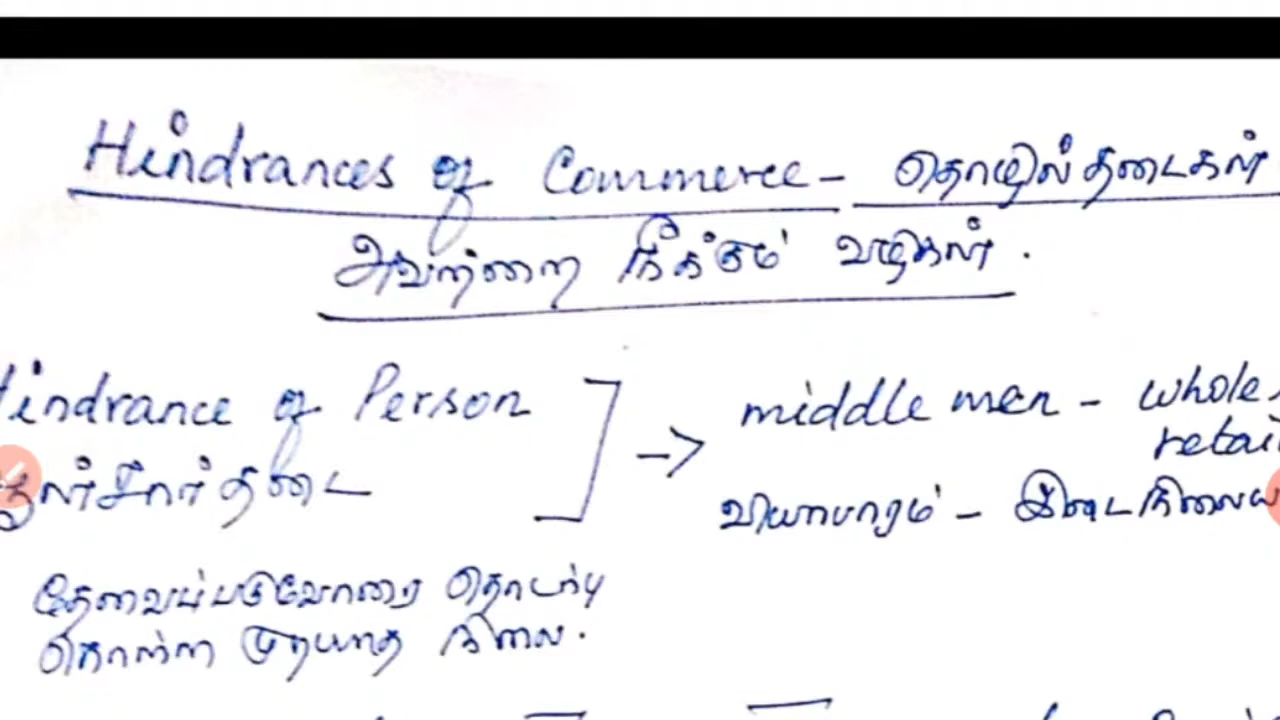 Hindrances of Commerce - தொழில் தடைகள்
அவற்றை நீக்கும் வழிகள்.
Hindrance of Person
middle men - whole
retai
ஆள்சார் தடை
வியாபாரம் - இடைநிலைய
தேவைப்படுவோரை தொடர்பு
கொள்ள முடியாத நிலை.